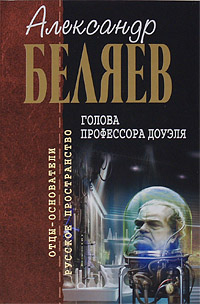 Александр
БЕЛЯЕВ
ГОЛОВА
ПРОФЕССОРА ДОУЭЛЯ
ОТЦЫ-ОСНОВАТЕЛИ
РУССКОЕ ПРОСТРАНСТВО